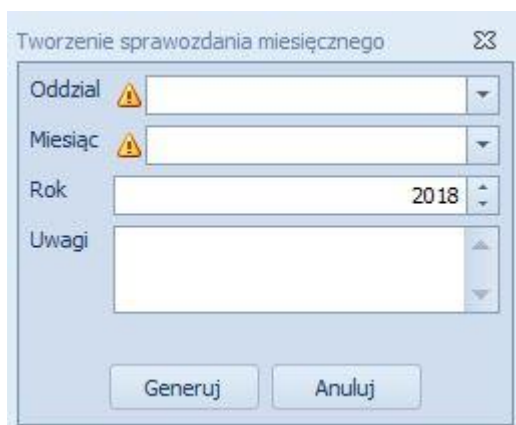 Tworzenie sprawozdania miesięcznego
Oddzial
Miesiąc
Rok 2018
Uwagi
Generuj Anuluj